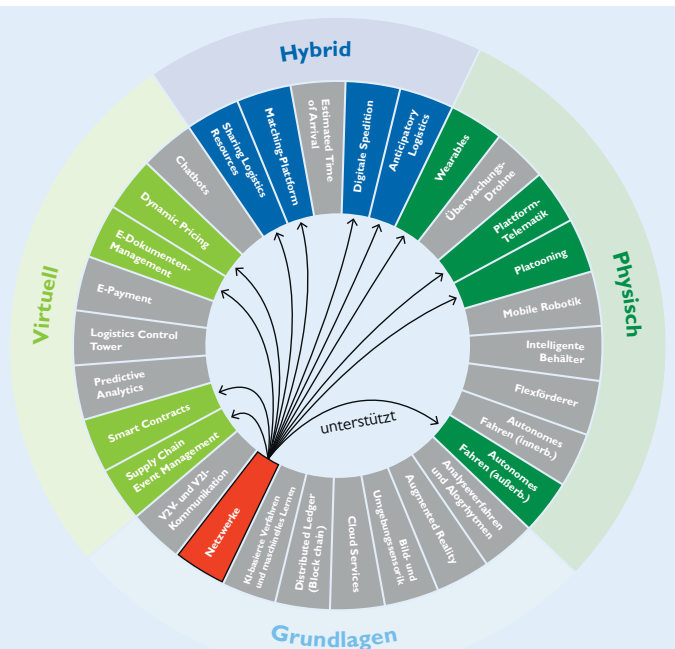 Hybrid
Sharing Logistics
Resources
Matching-Plattform
Estimated Time
of Arrival
Digitale Spedition
Anticipatory
Logistics
Physisch
Wearables
Überwachungs-
Drohne
Plattform-
Telematik
Platooning
Mobile Robotik
Intelligente
Behälter
Flexförderer
Autonomes
Fahren (innerb.)
Autonomes
Fahren (außerb.)
Grundlagen
Analyseverfahren
und Alogrhytmen
Augmented Reality
Bild- und
Umgebungssensorik
Cloud Services
Distributed Ledger
(Block chain)
KI-basierte Verfahren
und maschinelles Lernen
Netzwerke
V2V- und V2I-
Kommunikation
Virtuell
Supply Chain
Event Management
Smart Contracts
Predictive
Analytics
Logistics Control
Tower
E-Payment
E-Dokumenten-
Management
Dynamic Pricing
Chatbots
unterstützt